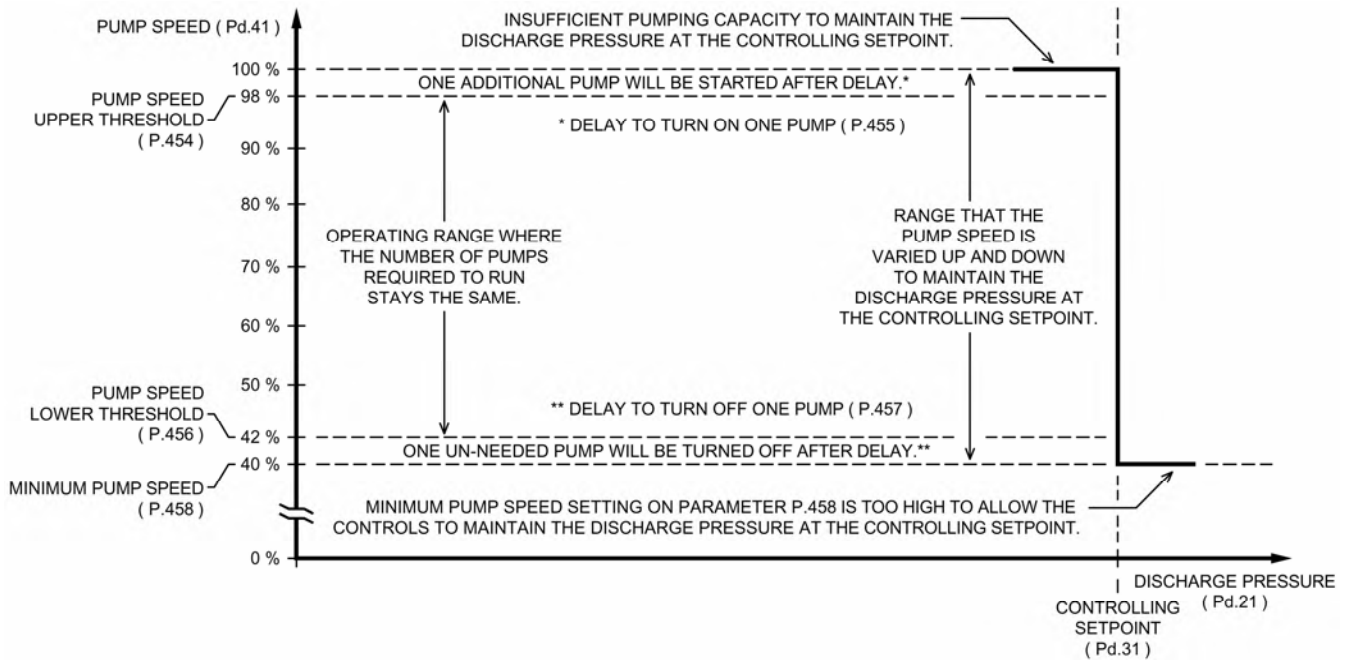 PUMP SPEED ( Pd.41 )
INSUFFICIENT PUMPING CAPACITY TO MAINTAIN THE
DISCHARGE PRESSURE AT THE CONTROLLING SETPOINT.
100 %
ONE ADDITIONAL PUMP WILL BE STARTED AFTER DELAY.*
PUMP SPEED
UPPER THRESHOLD
( P.454 )
98 %
* DELAY TO TURN ON ONE PUMP ( P.455 )
90 %
80 %
70 %
60 %
50 %
OPERATING RANGE WHERE
THE NUMBER OF PUMPS
REQUIRED TO RUN
STAYS THE SAME.
RANGE THAT THE
PUMP SPEED IS
VARIED UP AND DOWN
TO MAINTAIN THE
DISCHARGE PRESSURE AT
THE CONTROLLING SETPOINT.
PUMP SPEED
LOWER THRESHOLD
( P.456 )
** DELAY TO TURN OFF ONE PUMP ( P.457 )
42 %
ONE UN-NEEDED PUMP WILL BE TURNED OFF AFTER DELAY.**
40 %
MINIMUM PUMP SPEED
( P.458 )
MINIMUM PUMP SPEED SETTING ON PARAMETER P.458 IS TOO HIGH TO ALLOW THE
CONTROLS TO MAINTAIN THE DISCHARGE PRESSURE AT THE CONTROLLING SETPOINT.
0 %
DISCHARGE PRESSURE
( Pd.21 )
CONTROLLING
SETPOINT
( Pd.31 )